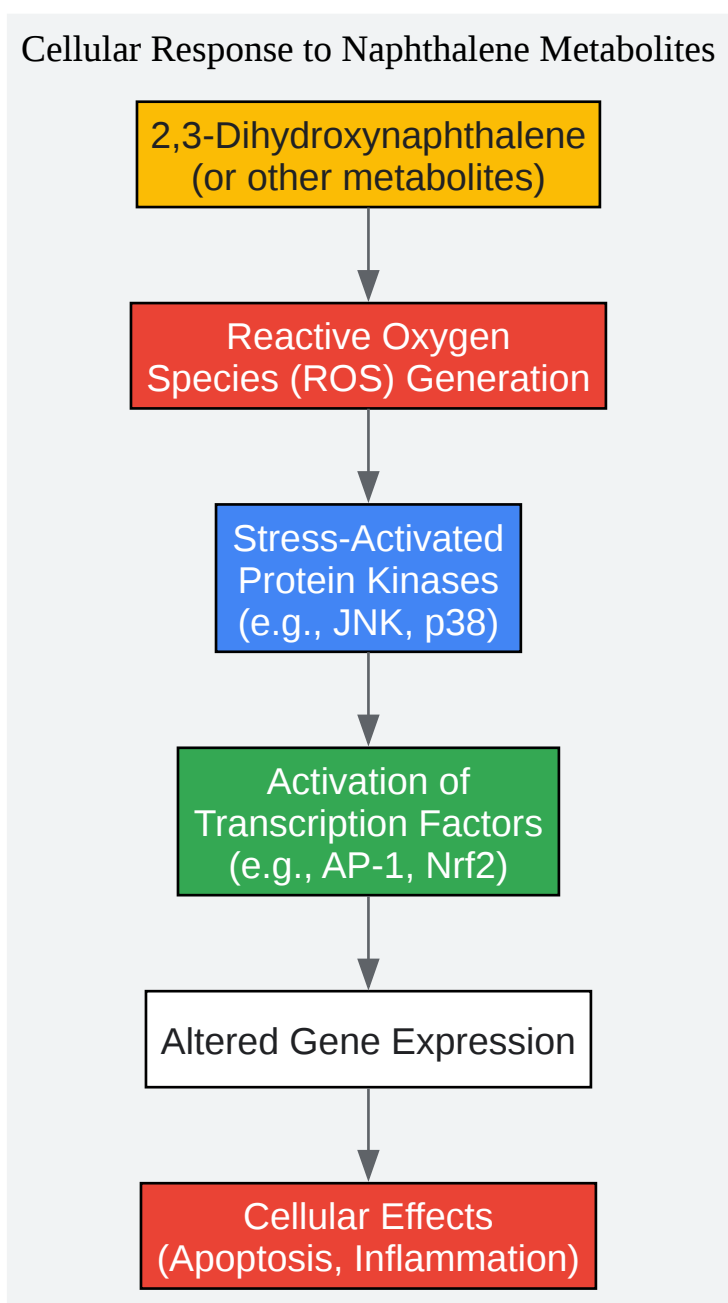 Cellular Response to Naphthalene Metabolites
2,3-Dihydroxynaphthalene
(or other metabolites)
Reactive Oxygen
Species (ROS) Generation
Stress-Activated
Protein Kinases
(e.g., JNK, p38)
Activation of
Transcription Factors
(e.g., AP-1, Nrf2)
Altered Gene Expression
Cellular Effects
(Apoptosis, Inflammation)